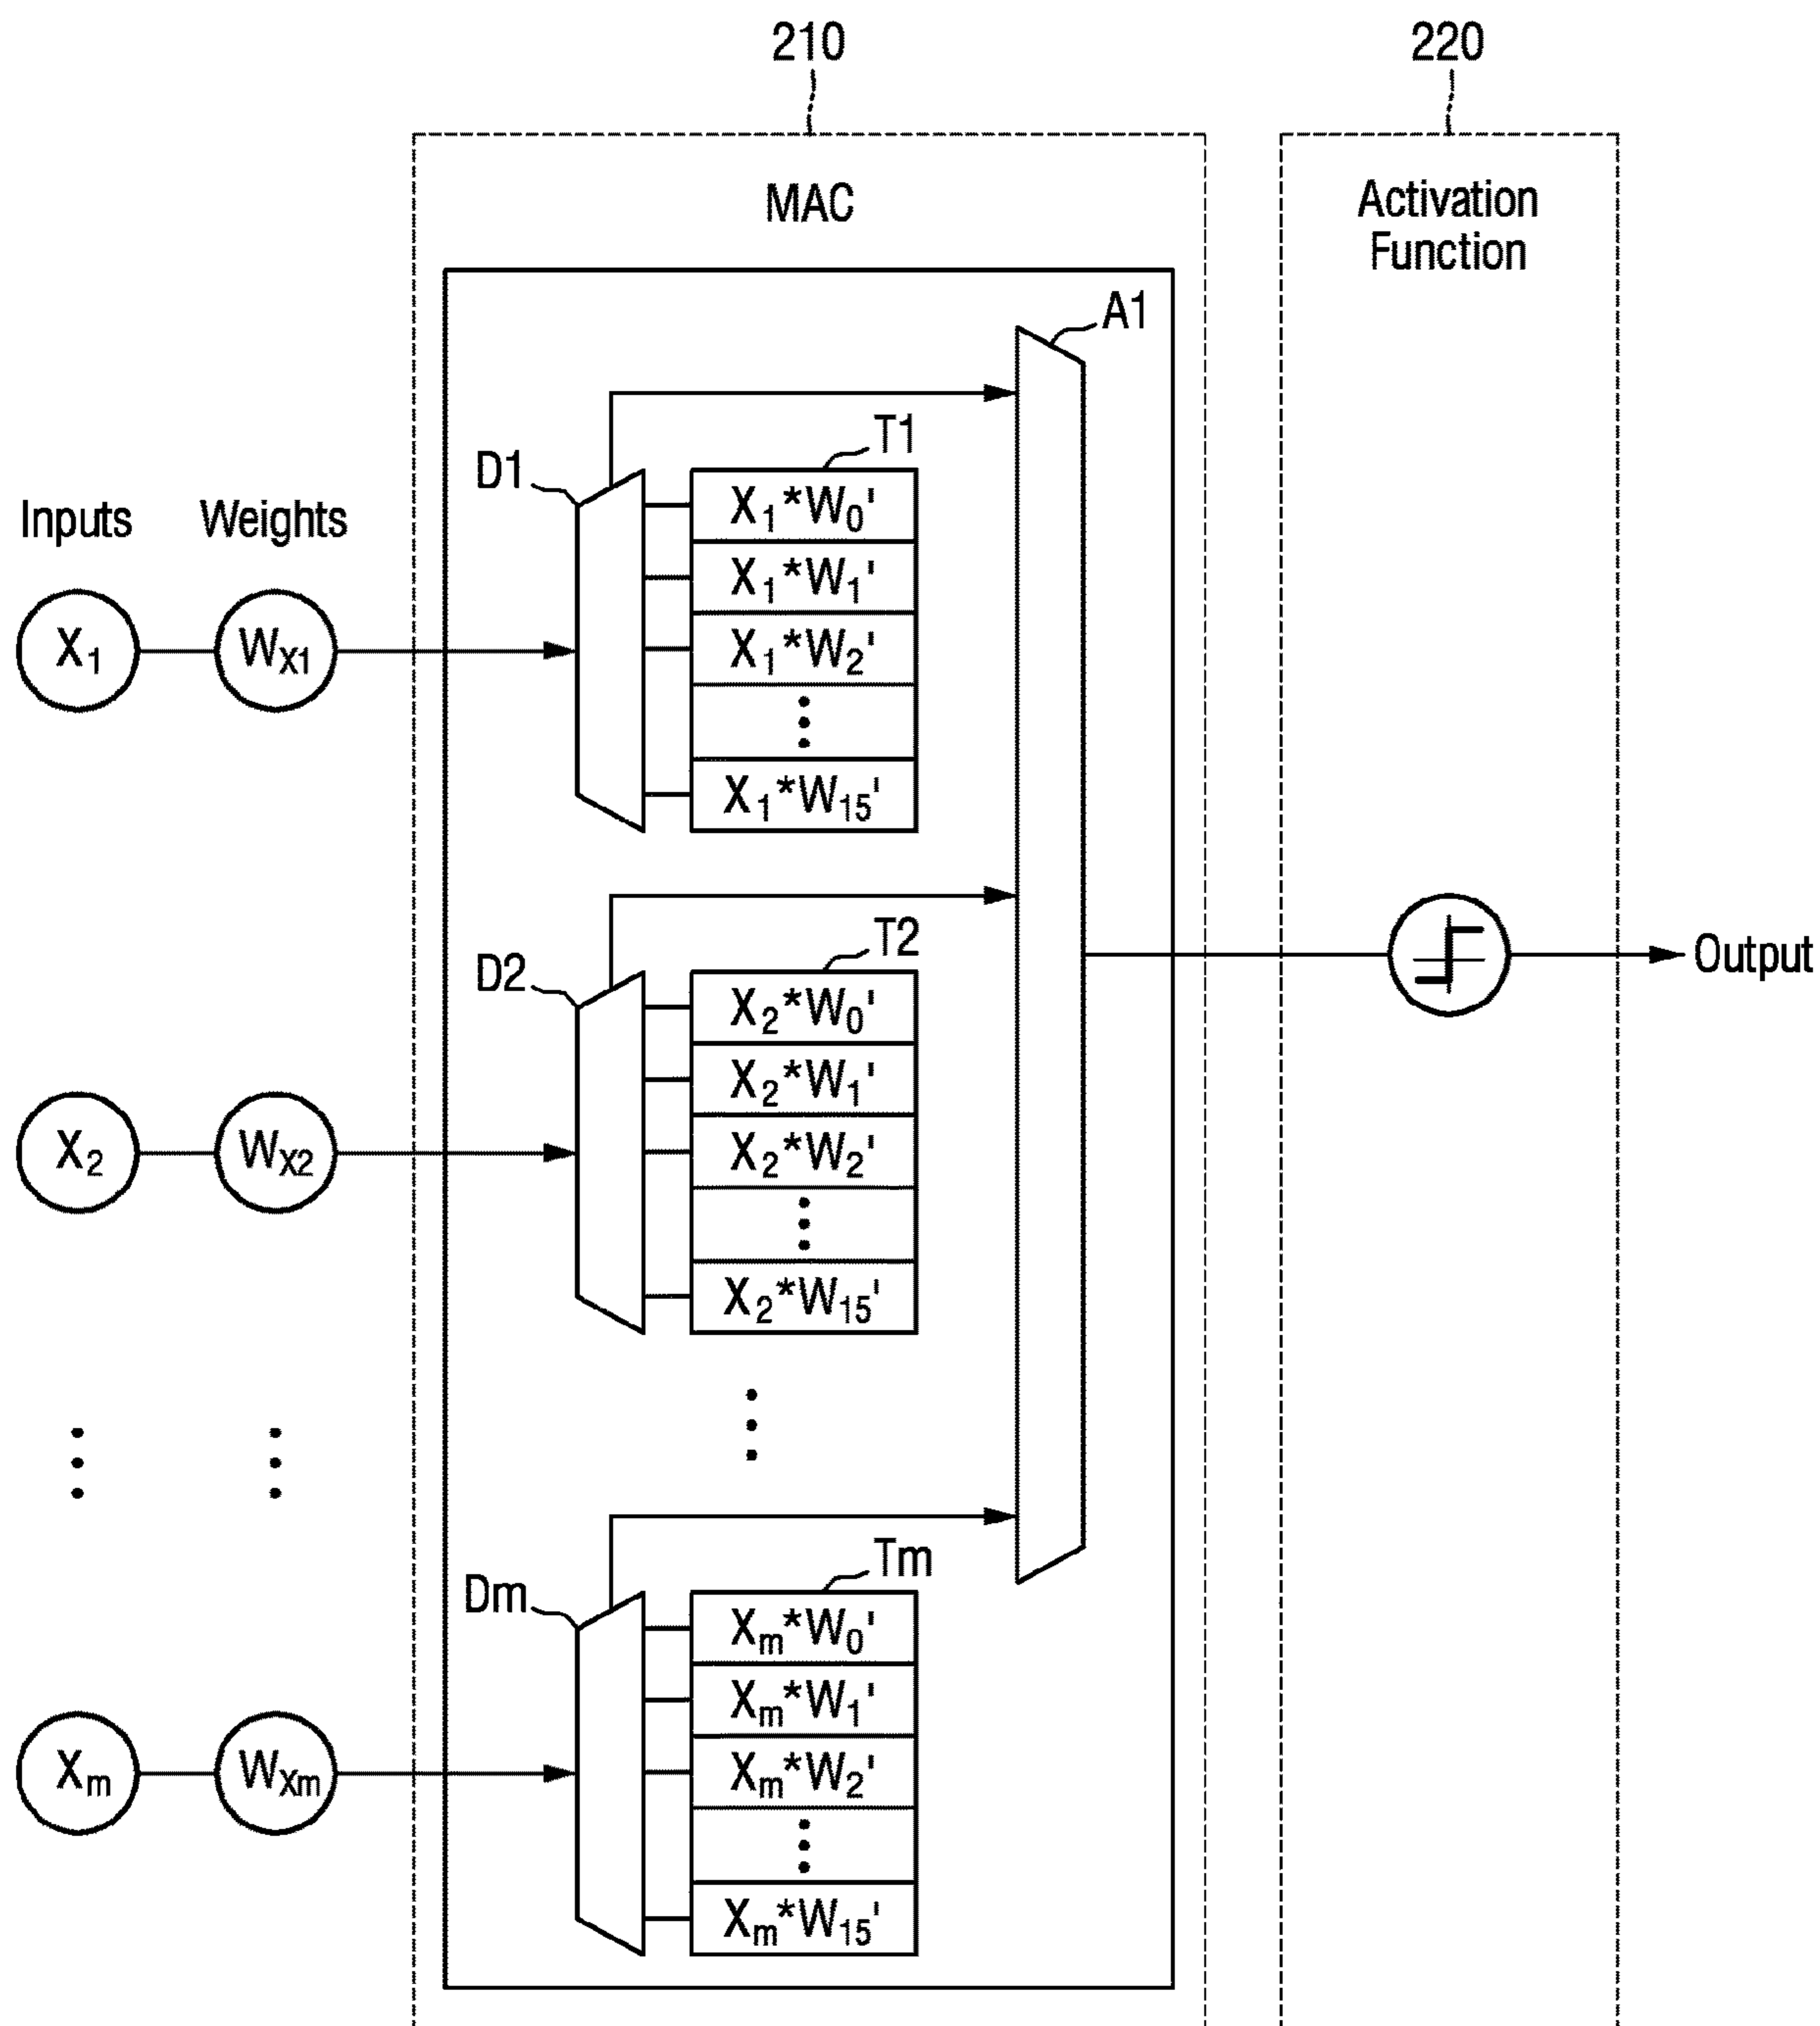 210
220
MAC
Activation
Function
A1
T1
D1
Inputs
Weights
X₁*W₀'
X₁*W₁'
X₁
Wₓ₁
X₁*W₂'
X₁*W₁₅'
T2
D2
X₂*W₀'
Output
X₂*W₁'
X₂
Wₓ₂
X₂*W₂'
X₂*W₁₅'
Tm
Dm
Xₘ*W₀'
Xₘ*W₁'
Xₘ
Wₓₘ
Xₘ*W₂'
Xₘ*W₁₅'